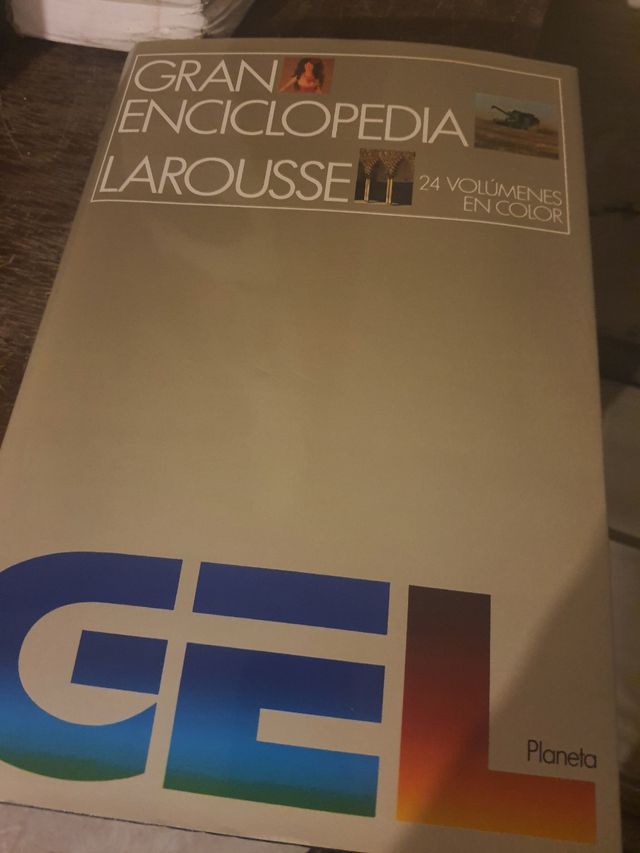 GRAN
ENCICLOPEDIA
LAROUSSE
24 VOLÚMENES
EN COLOR
GEL
Planeta